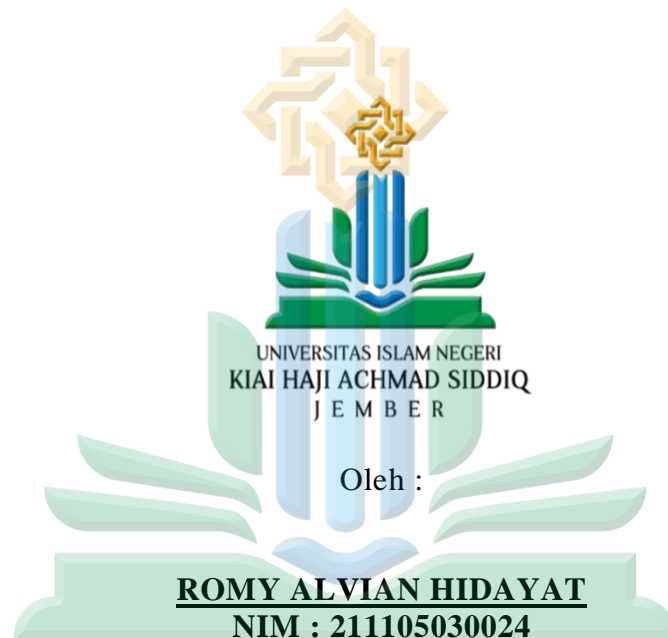 UNIVERSITAS ISLAM NEGERI
KIAI HAJI ACHMAD SIDDIQ
J E M B E R
Oleh :
ROMY ALVIAN HIDAYAT
NIM : 211105030024